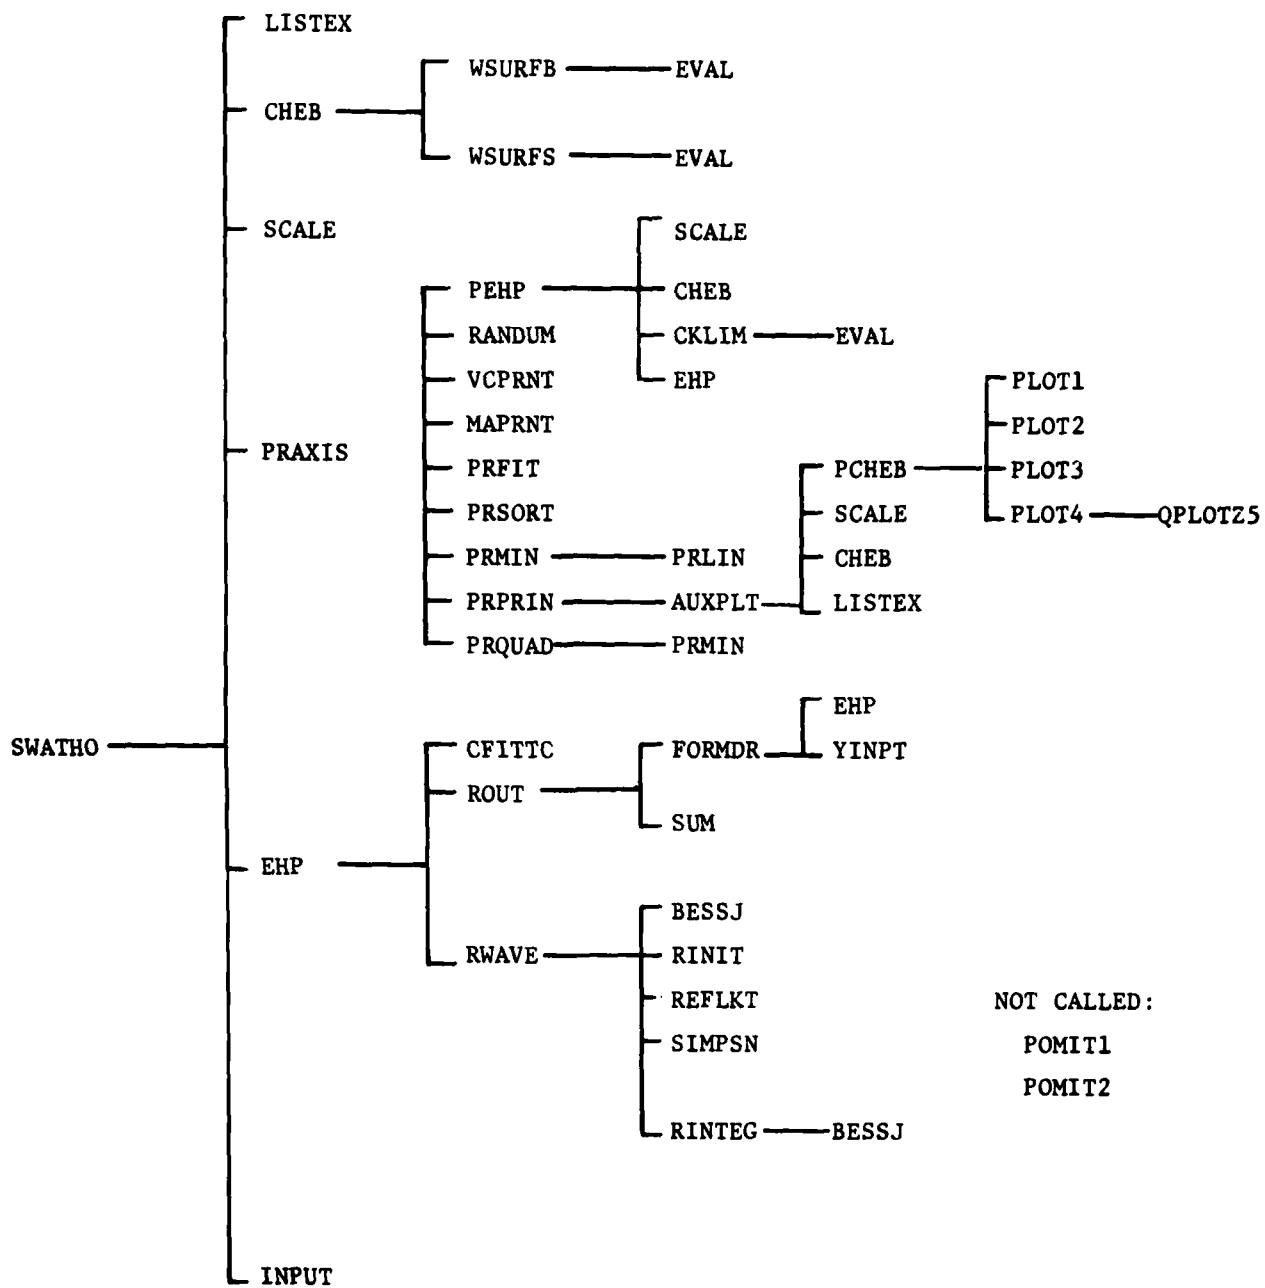 LISTEX
WSURFB EVAL
CHEB
WSURFS EVAL
SCALE
SCALE
PEHP CHEB
RANDUM CKLIM EVAL
VCPRNT EHP PLOT1
MAPRNT PLOT2
PRAXIS
PRFIT PCHEB PLOT3
PRSORT SCALE PLOT4 QPLOTZ5
PRMIN PRLIN CHEB
PRPRIN AUXPLT LISTEX
PRQUAD PRMIN
EHP
SWATHO CFITTC FORMDR YINPT
ROUT
SUM
EHP
BESSJ
RWAVE RINIT
REFLKT NOT CALLED:
SIMPSN POMIT1
POMIT2
RINTEG BESSJ
INPUT